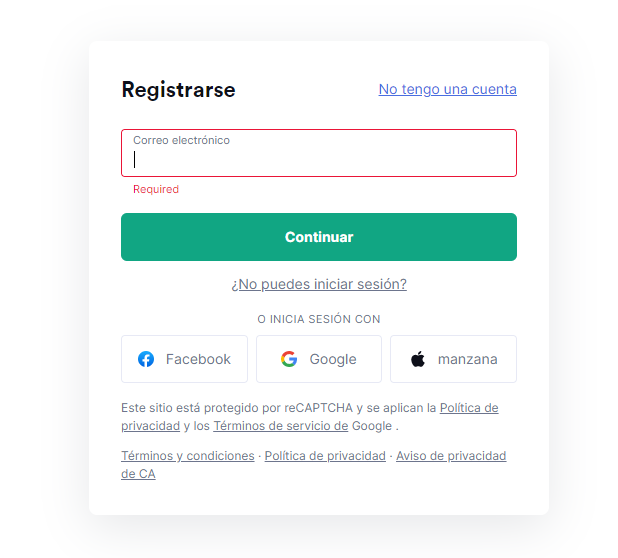 Registrarse
No tengo una cuenta
Correo electrónico
Required
Continuar
¿No puedes iniciar sesión?
O INICIA SESIÓN CON
Facebook
Google
manzana
Este sitio está protegido por reCAPTCHA y se aplican la Política de
privacidad y los Términos de servicio de Google .
Términos y condiciones · Política de privacidad · Aviso de privacidad
de CA